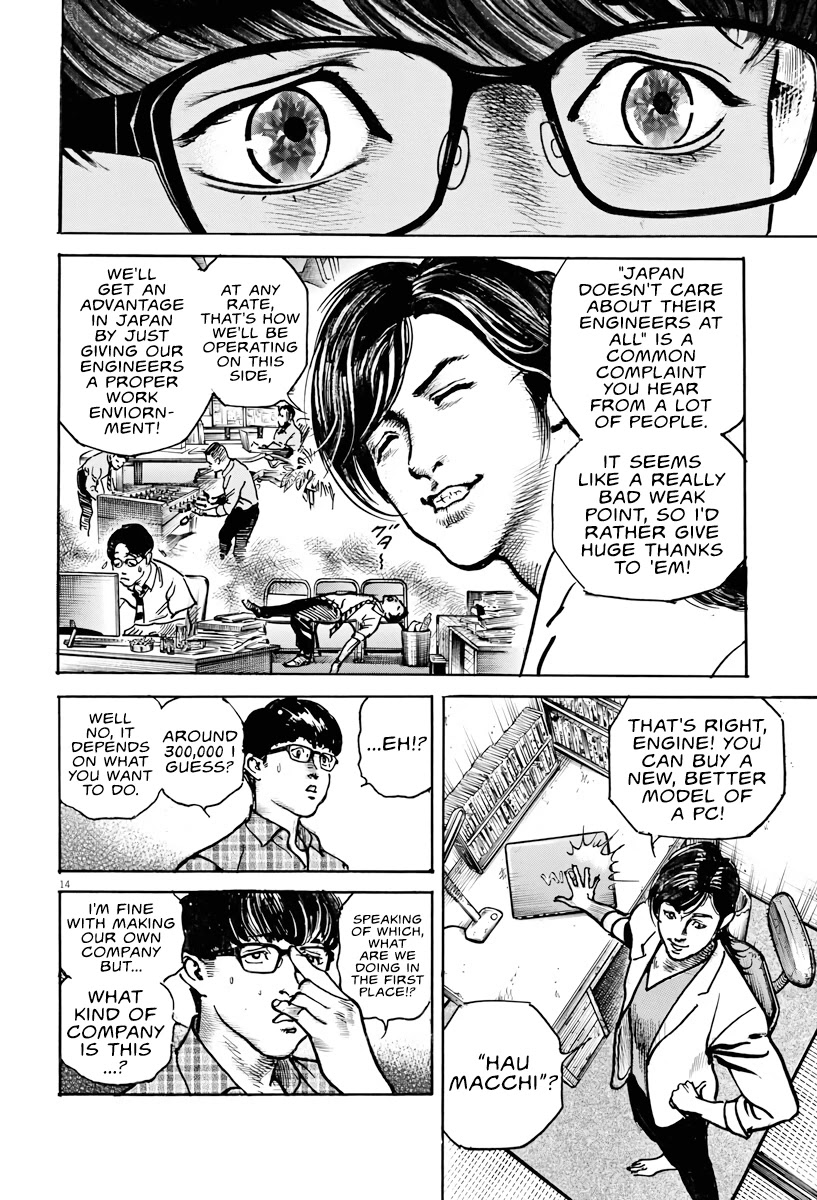 "JAPAN
DOESN'T CARE
ABOUT THEIR
ENGINEERS AT
ALL" IS A
COMMON
COMPLAINT
YOU HEAR
FROM A LOT
OF PEOPLE.
IT SEEMS
LIKE A REALLY
BAD WEAK
POINT, SO I'D
RATHER GIVE
HUGE THANKS
TO 'EM!
AT ANY
RATE,
THAT'S HOW
WE'LL BE
OPERATING
ON THIS
SIDE,
WE'LL
GET AN
ADVANTAGE
IN JAPAN
BY JUST
GIVING OUR
ENGINEERS
A PROPER
WORK
ENVIORN-
MENT!
THAT'S RIGHT,
ENGINE! YOU
CAN BUY A
NEW, BETTER
MODEL OF
A PC!
"HAU
MACCHI"?
...EH!?
AROUND
300,000 I
GUESS?
WELL
NO, IT
DEPENDS
ON WHAT
YOU WANT
TO DO.
14
SPEAKING
OF WHICH,
WHAT
ARE WE
DOING IN
THE FIRST
PLACE!?
I'M FINE
WITH MAKING
OUR OWN
COMPANY
BUT...
WHAT
KIND OF
COMPANY
IS THIS
...?